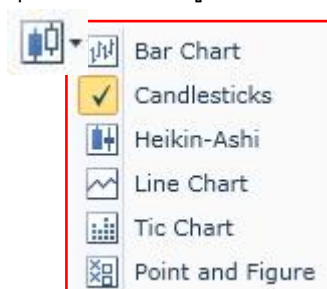 Bar Chart
Candlesticks
Heikin-Ashi
Line Chart
Tic Chart
Point and Figure